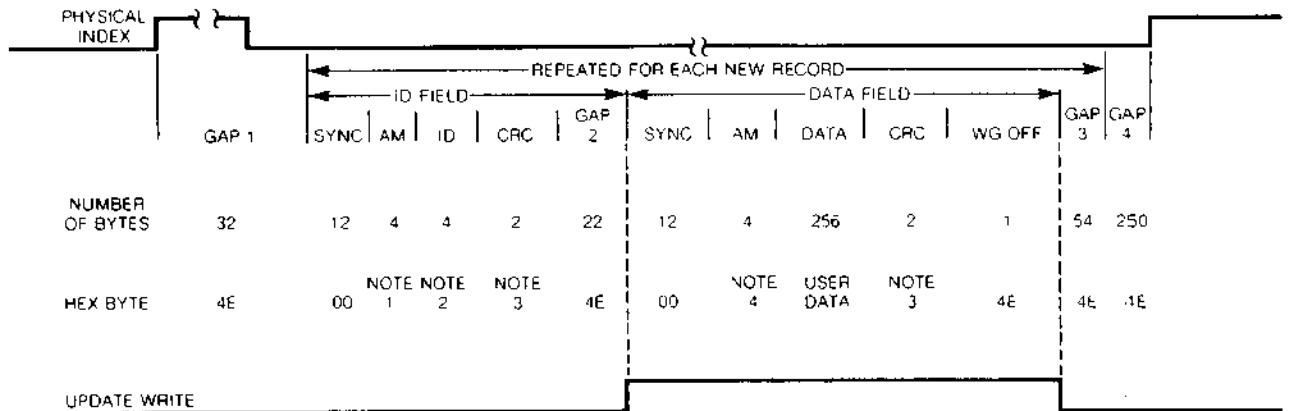 PHYSICAL
INDEX
REPEATED FOR EACH NEW RECORD
ID FIELD DATA FIELD
GAP 1 SYNC AM ID CRC GAP 2 SYNC AM DATA CRC WG OFF GAP 3 GAP 4
NUMBER
OF BYTES 32 12 4 4 2 22 12 4 256 2 1 54 250
HEX BYTE 4E 00 NOTE 1 NOTE 2 NOTE 3 4E 00 NOTE 4 USER DATA NOTE 3 4E 4E 4E
UPDATE WRITE